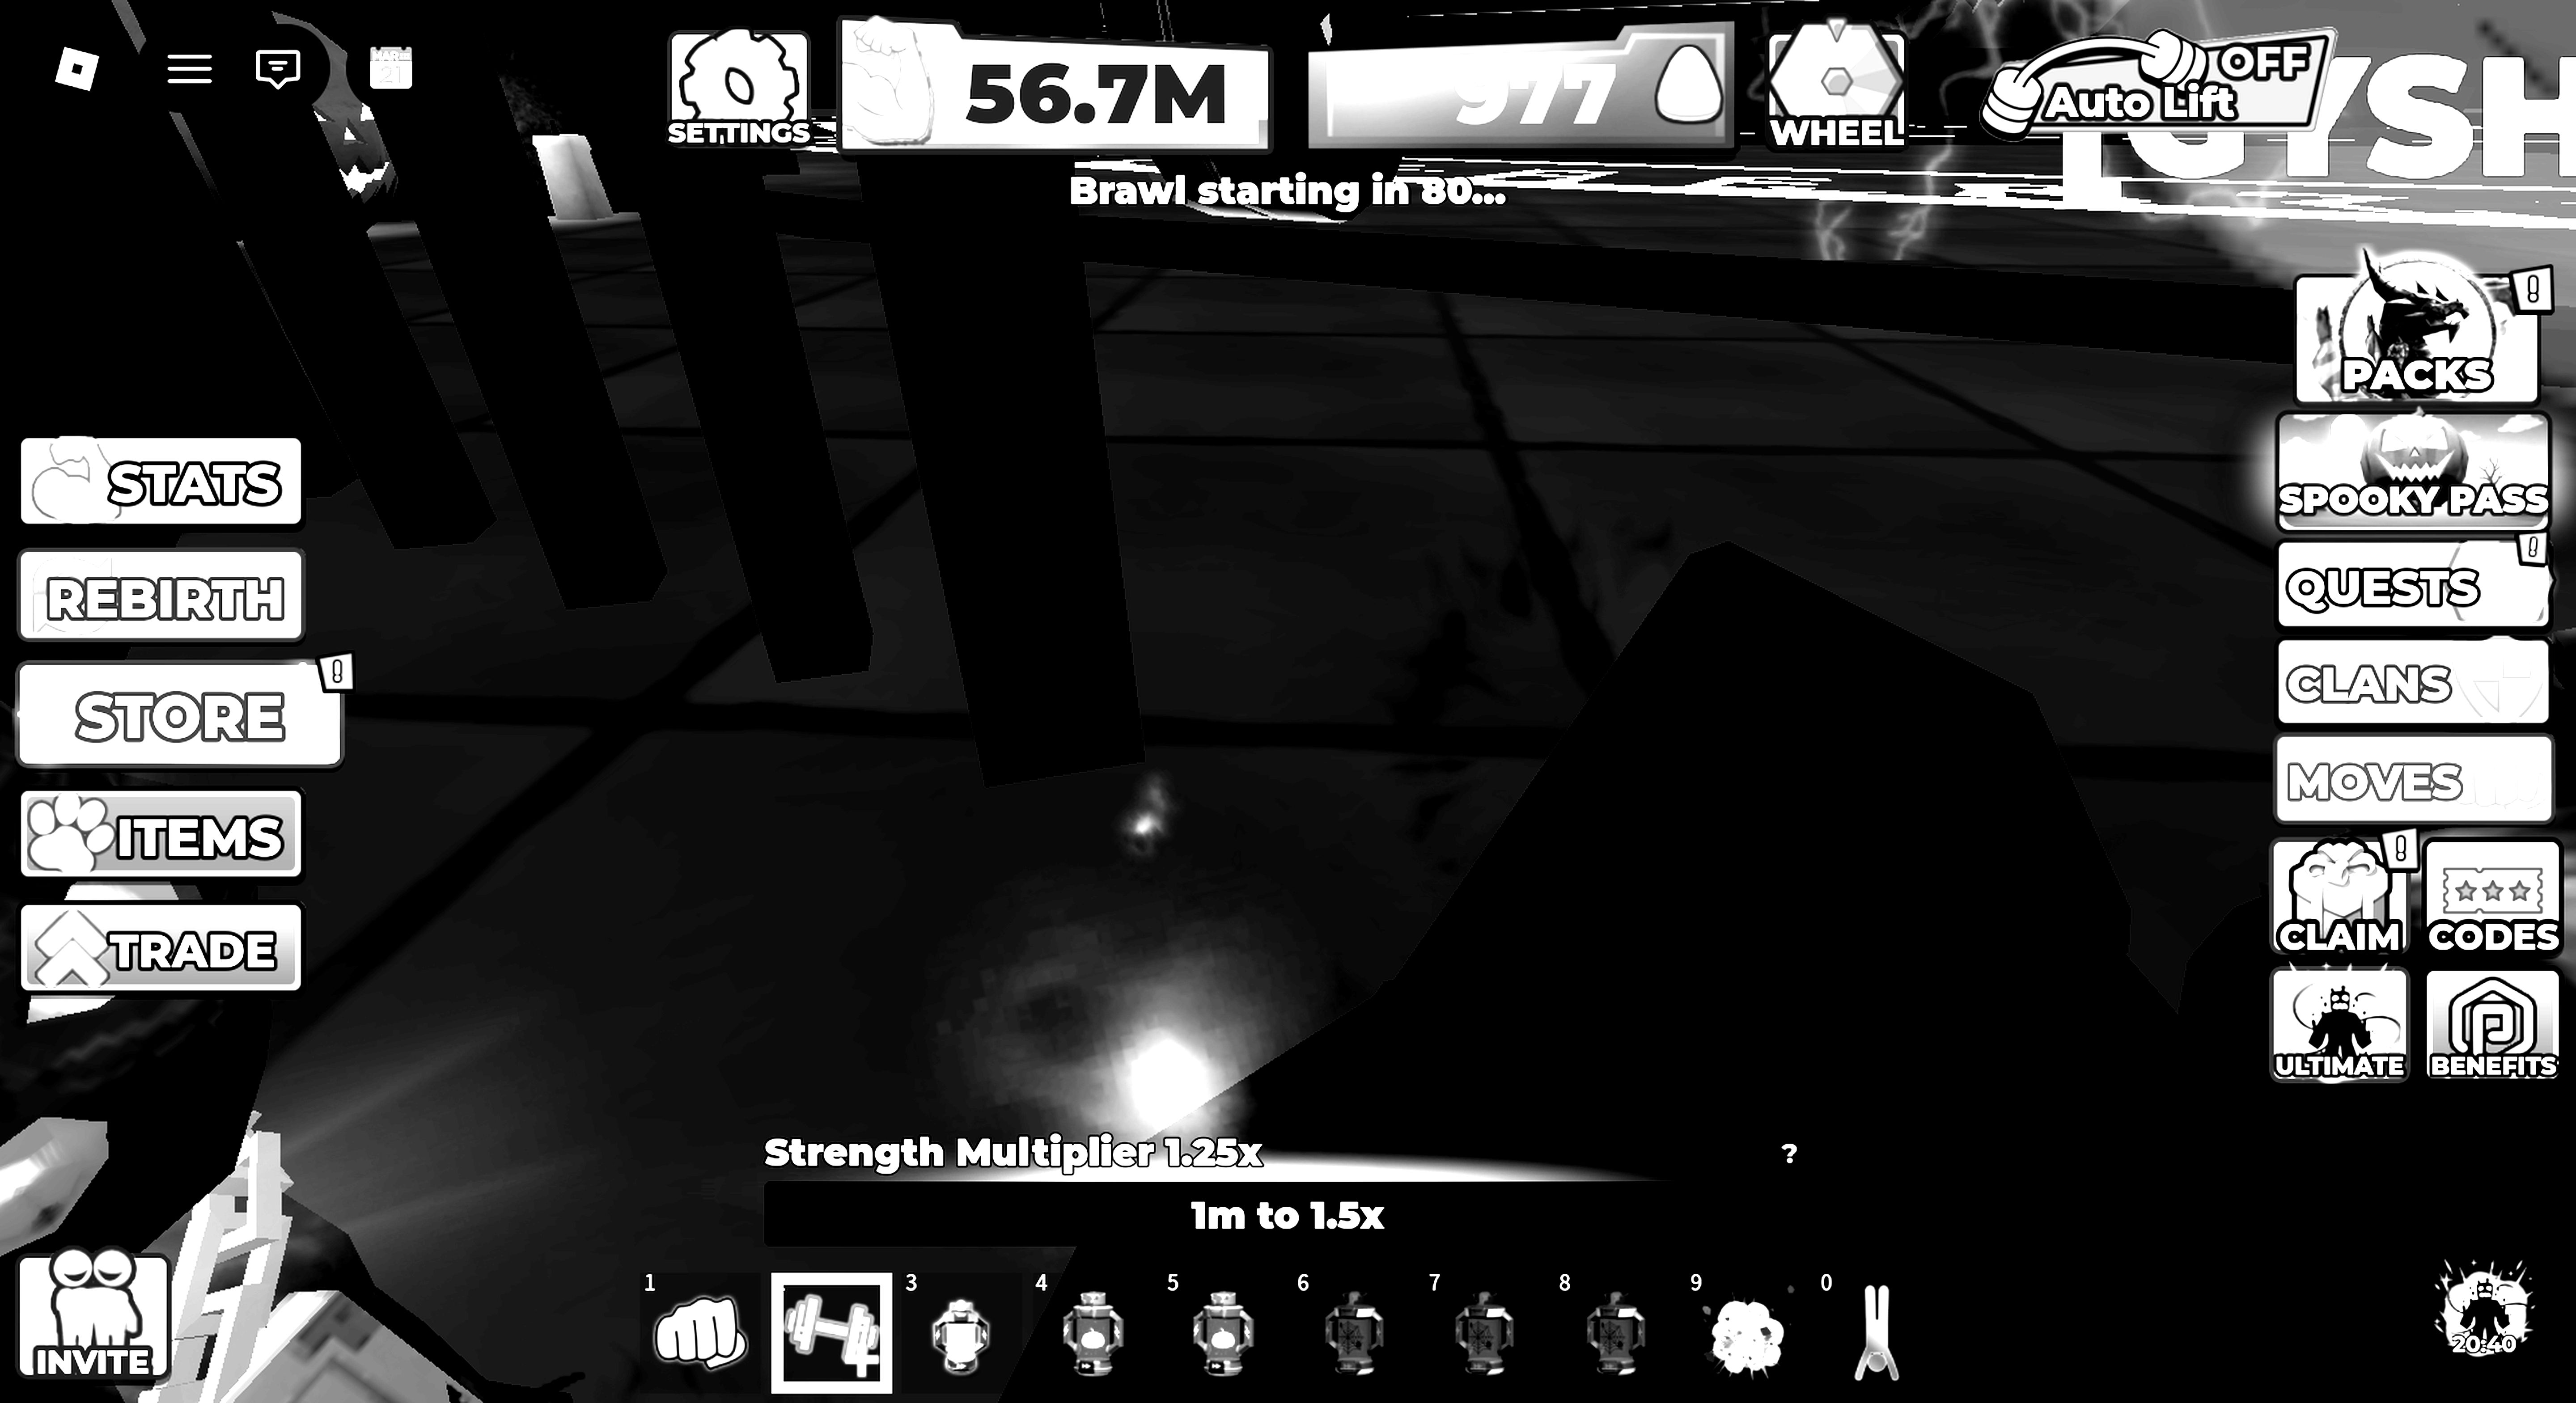 SETTINGS
56.7M
977
WHEEL
OFF
Auto Lift
Brawl starting in 80...
PACKS
SPOOKY PASS
STATS
QUESTS
REBIRTH
CLANS
STORE
MOVES
ITEMS
CLAIM
CODES
TRADE
ULTIMATE
BENEFITS
Strength Multiplier 1.25x
?
1m to 1.5x
1
3
4
5
6
7
8
9
0
INVITE
20:40